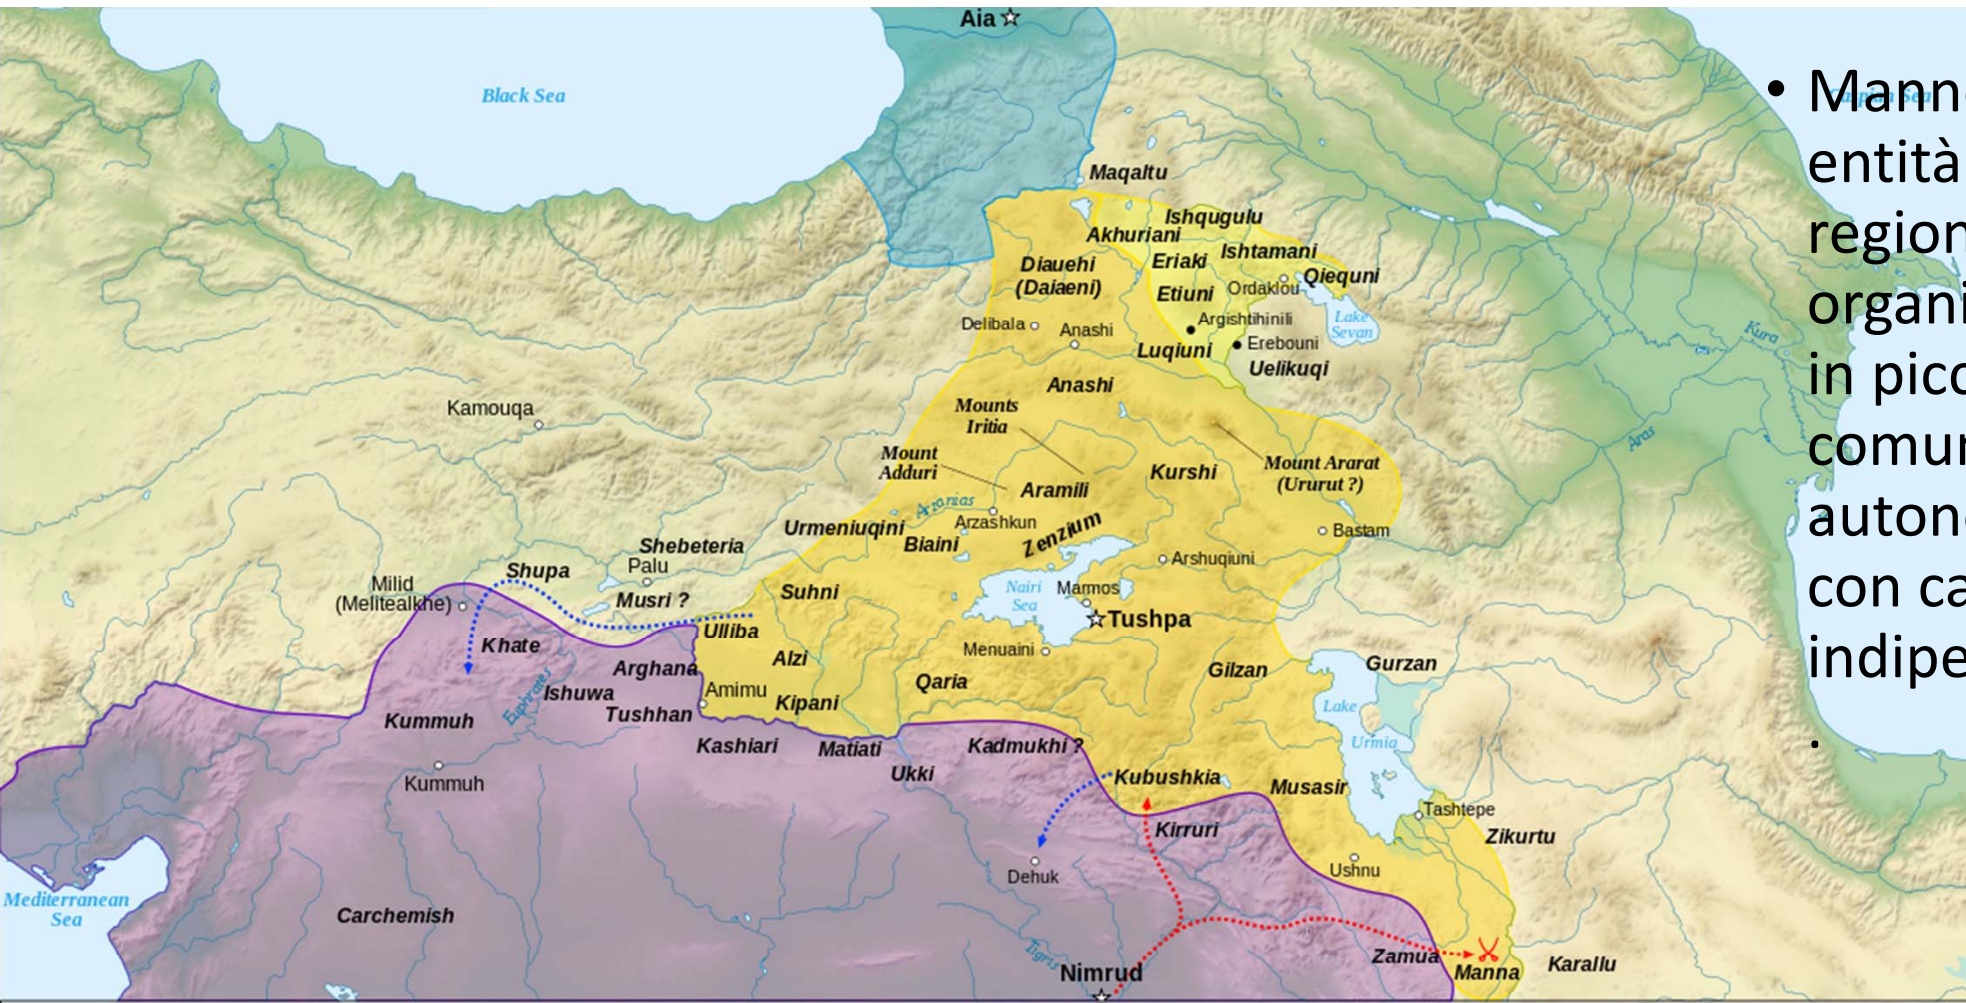 Aia
Black Sea
Maqaltu
Ishqugulu
Akhuriani
Ishtamani
Eriaki
Qiequni
Diauehi
(Daiaeni)
Etiuni
Ordaklou
Lake
Sevan
Delibala
Anashi
Argishtihinili
Luqiuni
Erebouni
Uelikuqi
Kura
Anashi
Mounts
Iritia
Kamouqa
Mount
Adduri
Kurshi
Mount Ararat
(Ururut ?)
Aras
Aramili
Arzanias
Arzashkun
Urmeniuqini
Biaini
Zenzium
Bastam
Shebeteria
Palu
Arshuqiuni
Shupa
Milid
(Melitealkhe)
Musri ?
Suhni
Nairi
Sea
Marmos
Tushpa
Ulliba
Khate
Menuaini
Alzi
Arghana
Gilzan
Gurzan
Qaria
Ishuwa
Euphrates
Amimu
Kipani
Tushhan
Kummuh
Lake
Urmia
Kashiari
Matiati
Kadmukhi ?
Ukki
Kummuh
Kubushkia
Musasir
Tashtepe
Kirruri
Zikurtu
Dehuk
Ushnu
Mediterranean
Sea
Carchemish
Tigris
Zamua
Manna
Karallu
Nimrud
• Mann
entità
region
organi
in picc
comun
auton
con ca
indipe
.